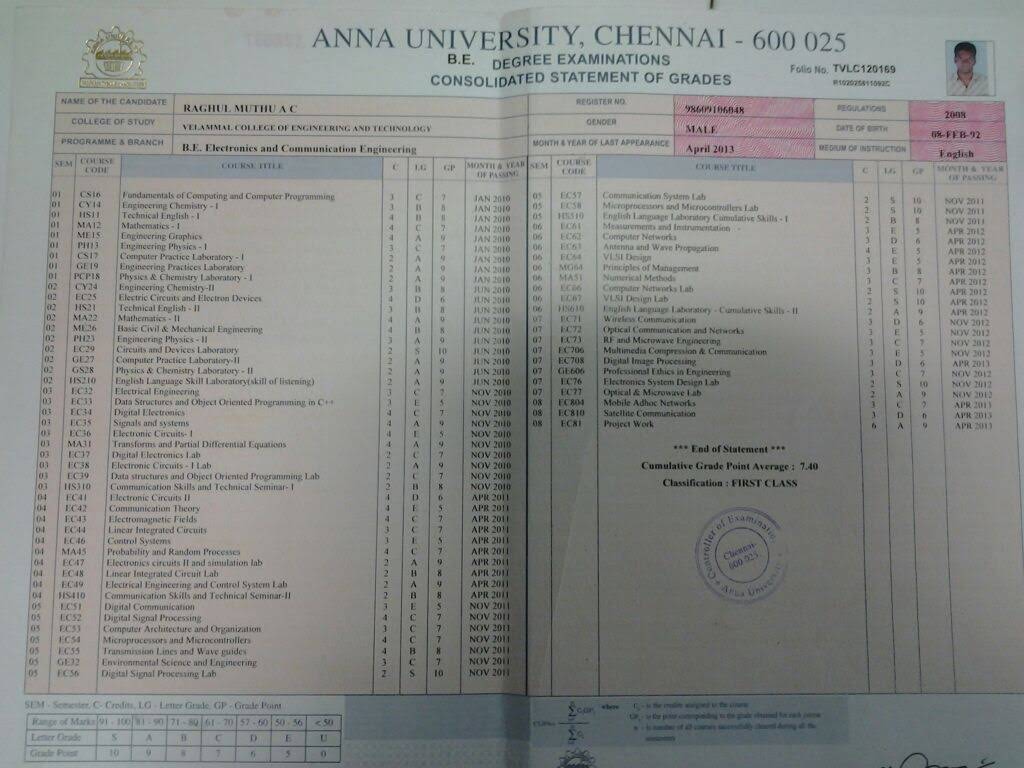 ANNA UNIVERSITY, CHENNAI - 600 025
B.E. DEGREE EXAMINATIONS
CONSOLIDATED STATEMENT OF GRADES
Folio No. TVLC120169
NAME OF THE CANDIDATE RAGHUL MUTHU A C
REGISTER NO. 98609106048 REGULATIONS 2008
COLLEGE OF STUDY VELAMMAL COLLEGE OF ENGINEERING AND TECHNOLOGY
GENDER MALE DATE OF BIRTH 08-FEB-92
PROGRAMME & BRANCH B.E. Electronics and Communication Engineering
MONTH & YEAR OF LAST APPEARANCE April 2013 MEDIUM OF INSTRUCTION English
SEM COURSE CODE COURSE TITLE C LG GP MONTH & YEAR OF PASSING
01 CS16 Fundamentals of Computing and Computer Programming 3 C 7 JAN 2010
01 CY14 Engineering Chemistry - I 3 B 8 JAN 2010
01 HS11 Technical English - I 4 B 8 JAN 2010
01 MA12 Mathematics - I 4 C 7 JAN 2010
01 ME15 Engineering Graphics 4 A 9 JAN 2010
01 PH13 Engineering Physics - I 3 C 7 JAN 2010
01 CS17 Computer Practice Laboratory - I 2 A 9 JAN 2010
01 GE19 Engineering Practices Laboratory 2 A 9 JAN 2010
01 PCP18 Physics & Chemistry Laboratory - I 2 A 9 JAN 2010
02 CY24 Engineering Chemistry-II 3 B 8 JUN 2010
02 EC25 Electric Circuits and Electron Devices 4 D 6 JUN 2010
02 HS21 Technical English - II 3 B 8 JUN 2010
02 MA22 Mathematics - II 4 A 9 JUN 2010
02 ME26 Basic Civil & Mechanical Engineering 4 B 8 JUN 2010
02 PH23 Engineering Physics - II 3 A 9 JUN 2010
02 EC29 Circuits and Devices Laboratory 2 S 10 JUN 2010
02 GE27 Computer Practice Laboratory-II 2 A 9 JUN 2010
02 GS28 Physics & Chemistry Laboratory - II 2 A 9 JUN 2010
02 HS210 English Language Skill Laboratory(skill of listening) 2 A 9 JUN 2010
03 EC32 Electrical Engineering 3 C 7 NOV 2010
03 EC33 Data Structures and Object Oriented Programming in C++ 3 E 5 NOV 2010
03 EC34 Digital Electronics 4 C 7 NOV 2010
03 EC35 Signals and systems 4 A 9 NOV 2010
03 EC36 Electronic Circuits- I 4 E 5 NOV 2010
03 MA31 Transforms and Partial Differential Equations 4 A 9 NOV 2010
03 EC37 Digital Electronics Lab 2 C 7 NOV 2010
03 EC38 Electronic Circuits - I Lab 2 A 9 NOV 2010
03 EC39 Data structures and Object Oriented Programming Lab 2 C 7 NOV 2010
03 HS310 Communication Skills and Technical Seminar- I 2 B 8 NOV 2010
04 EC41 Electronic Circuits II 4 D 6 APR 2011
04 EC42 Communication Theory 4 E 5 APR 2011
04 EC43 Electromagnetic Fields 4 C 7 APR 2011
04 EC44 Linear Integrated Circuits 3 C 7 APR 2011
04 EC46 Control Systems 3 E 5 APR 2011
04 MA45 Probability and Random Processes 4 C 7 APR 2011
04 EC47 Electronics circuits II and simulation lab 2 A 9 APR 2011
04 EC48 Linear Integrated Circuit Lab 2 B 8 APR 2011
04 EC49 Electrical Engineering and Control System Lab 2 A 9 APR 2011
04 HS410 Communication Skills and Technical Seminar-II 2 B 8 APR 2011
05 EC51 Digital Communication 3 E 5 NOV 2011
05 EC52 Digital Signal Processing 4 C 7 NOV 2011
05 EC53 Computer Architecture and Organization 3 C 7 NOV 2011
05 EC54 Microprocessors and Microcontrollers 4 C 7 NOV 2011
05 EC55 Transmission Lines and Wave guides 4 B 8 NOV 2011
05 GE32 Environmental Science and Engineering 3 C 7 NOV 2011
05 EC56 Digital Signal Processing Lab 2 S 10 NOV 2011
SEM COURSE CODE COURSE TITLE C LG GP MONTH & YEAR OF PASSING
05 EC57 Communication System Lab 2 S 10 NOV 2011
05 EC58 Microprocessors and Microcontrollers Lab 2 S 10 NOV 2011
05 HS510 English Language Laboratory Cumulative Skills - I 2 B 8 NOV 2011
06 EC61 Measurements and Instrumentation 3 E 5 APR 2012
06 EC62 Computer Networks 3 D 6 APR 2012
06 EC63 Antenna and Wave Propagation 4 E 5 APR 2012
06 EC64 VLSI Design 3 E 5 APR 2012
06 MG64 Principles of Management 3 B 8 APR 2012
06 MA51 Numerical Methods 3 C 7 APR 2012
06 EC66 Computer Networks Lab 2 S 10 APR 2012
06 EC67 VLSI Design Lab 2 S 10 APR 2012
06 HS610 English Language Laboratory - Cumulative Skills - II 2 A 9 APR 2012
07 EC71 Wireless Communication 3 D 6 NOV 2012
07 EC72 Optical Communication and Networks 3 E 5 NOV 2012
07 EC73 RF and Microwave Engineering 3 C 7 NOV 2012
07 EC706 Multimedia Compression & Communication 3 E 5 NOV 2012
07 EC708 Digital Image Processing 3 D 6 APR 2013
07 GE606 Professional Ethics in Engineering 3 C 7 NOV 2012
07 EC76 Electronics System Design Lab 2 S 10 NOV 2012
07 EC77 Optical & Microwave Lab 2 A 9 NOV 2012
08 EC804 Mobile Adhoc Networks 3 C 7 APR 2013
08 EC810 Satellite Communication 3 D 6 APR 2013
08 EC81 Project Work 6 A 9 APR 2013
*** End of Statement ***
Cumulative Grade Point Average : 7.40
Classification : FIRST CLASS
Controller of Examinations
Chennai-
600 025.
Anna University
SEM - Semester, C- Credits, LG - Letter Grade, GP - Grade Point
Range of Marks 91 - 100 81 - 90 71 - 80 61 - 70 57 - 60 50 - 56 < 50
Letter Grade S A B C D E U
Grade Point 10 9 8 7 6 5 0
where C - is the credits assigned to the course
GP - is the point corresponding to the grade obtained for each course
n - is number of all courses successfully cleared during all the
semesters